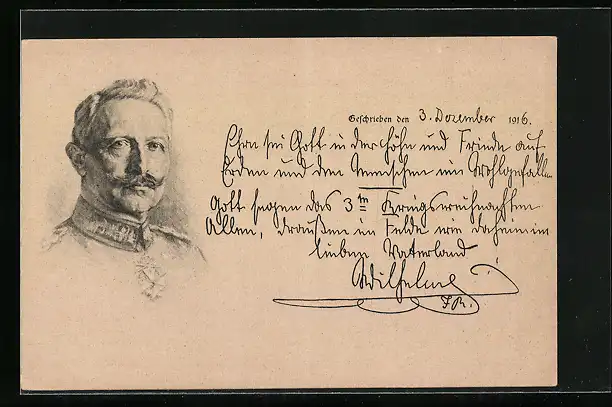 Geschrieben den 3. Dezember 1916.
Ehre sei Gott in der Höhe und Friede auf
Erden und den Menschen ein Wohlgefallen
Gott segne das 3te Kriegsweihnachten
Allen, draußen im Felde wie daheim im
lieben Vaterland
Wilhelm
I.R.